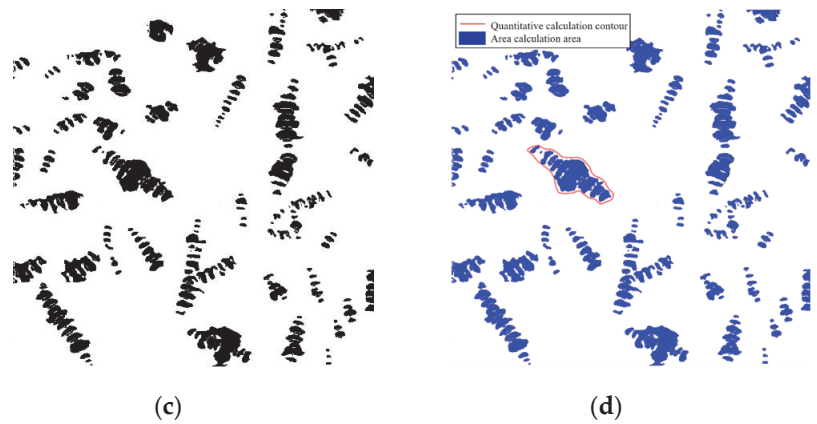 Quantitative calculation contour
Area calculation area
(c)
(d)